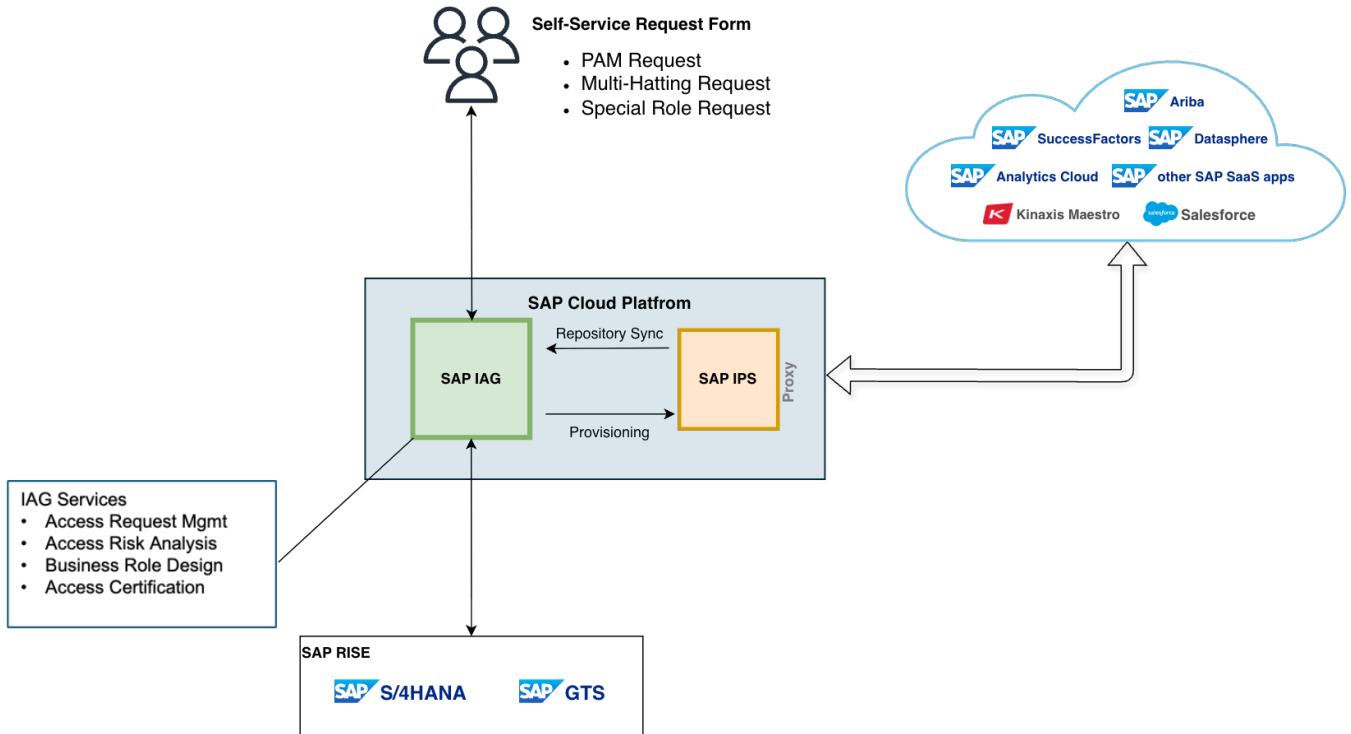 Self-Service Request Form
• PAM Request
• Multi-Hatting Request
• Special Role Request
SAP Ariba
SAP SuccessFactors SAP Datasphere
SAP Analytics Cloud SAP other SAP SaaS apps
K Kinaxis Maestro salesforce Salesforce
SAP Cloud Platfrom
Repository Sync
SAP IAG
SAP IPS
Proxy
Provisioning
IAG Services
• Access Request Mgmt
• Access Risk Analysis
• Business Role Design
• Access Certification
SAP RISE
SAP S/4HANA SAP GTS